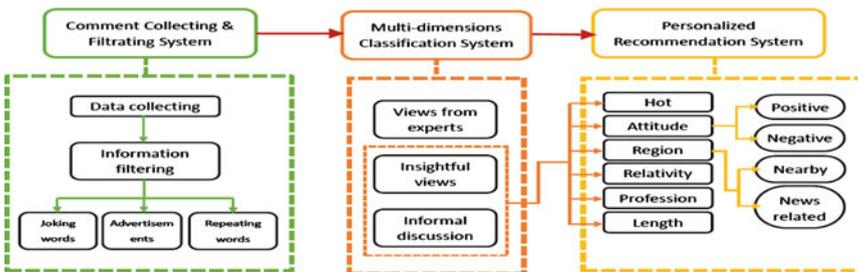 Comment Collecting &
Filtrating System
Multi-dimensions
Classification System
Personalized
Recommendation System
Data collecting
Information
filtering
Joking
words
Advertisem
ents
Repeating
words
Views from
experts
Insightful
views
Informal
discussion
Hot
Attitude
Region
Relativity
Profession
Length
Positive
Negative
Nearby
News
related